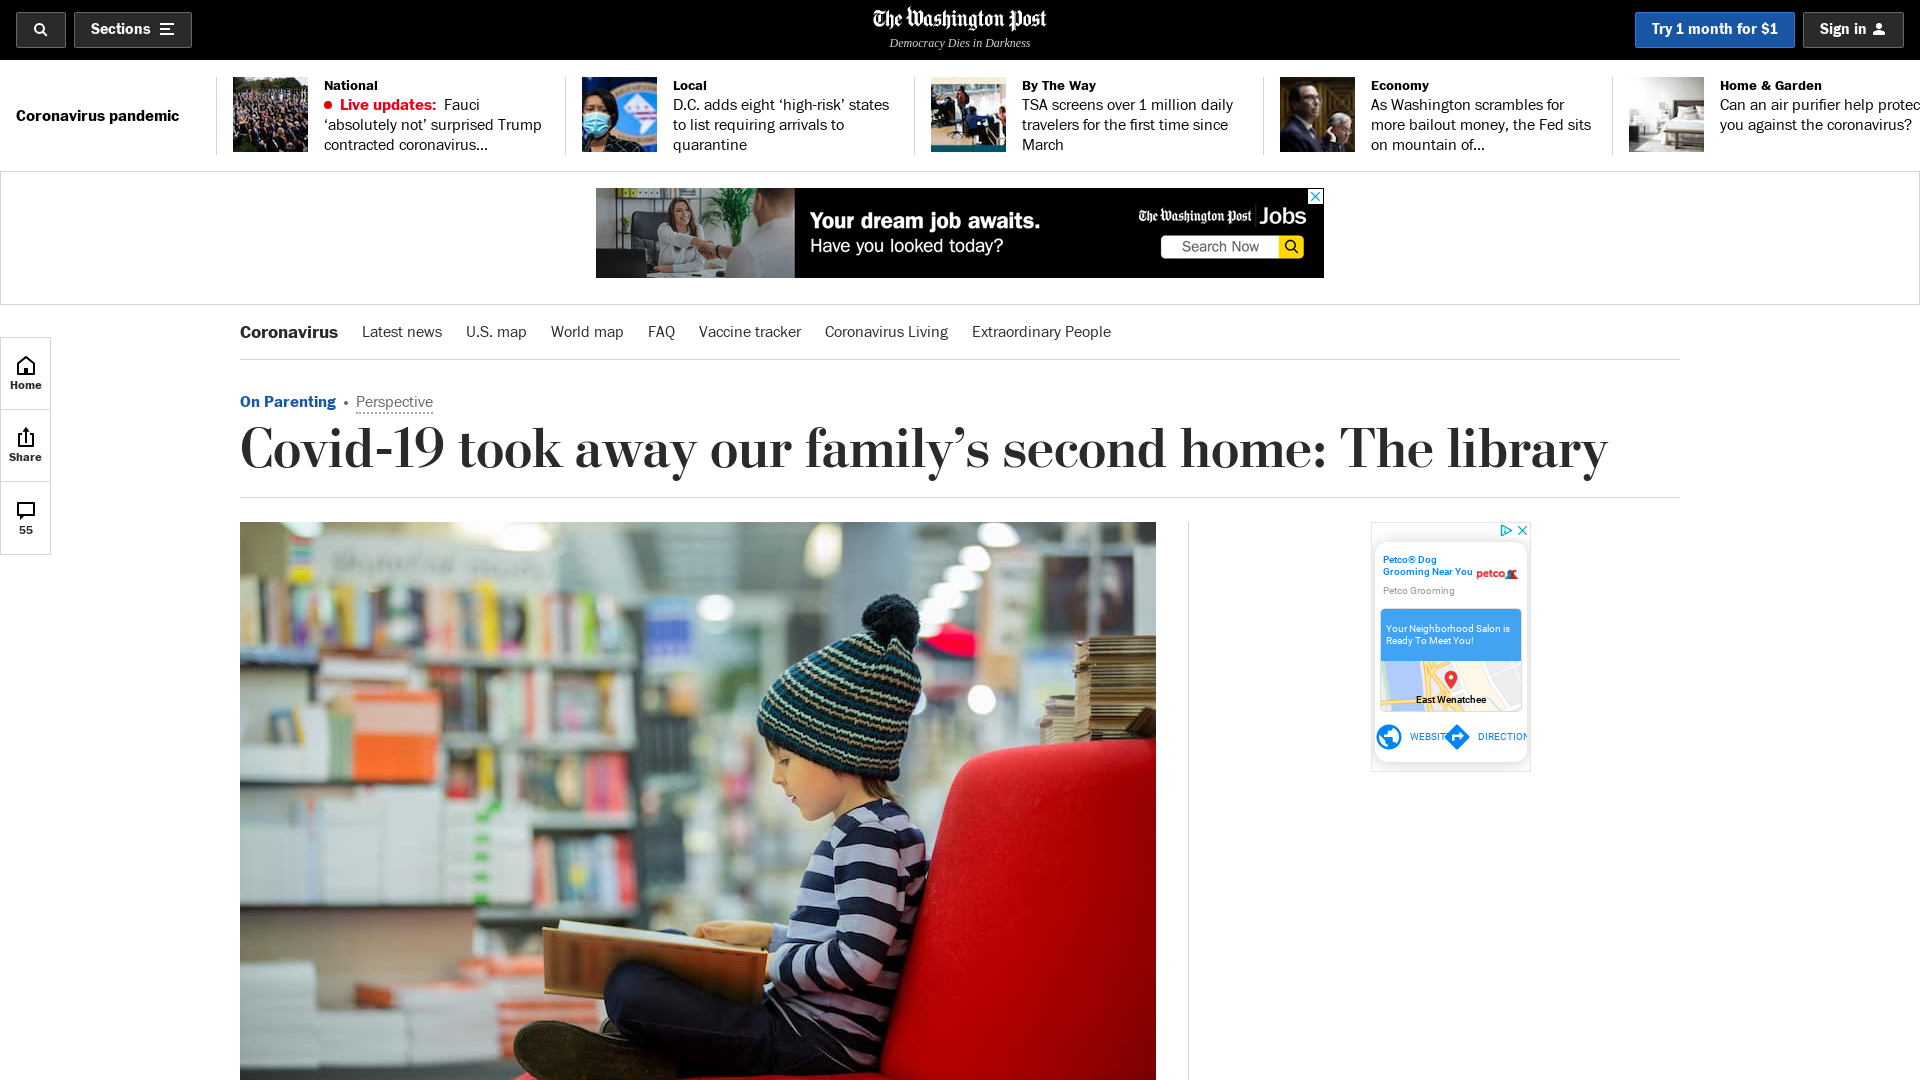 Sections
The Washington Post
Democracy Dies in Darkness
Try 1 month for $1
Sign in
Coronavirus pandemic
National
Live updates: Fauci
‘absolutely not’ surprised Trump
contracted coronavirus...
Local
D.C. adds eight ‘high-risk’ states
to list requiring arrivals to
quarantine
By The Way
TSA screens over 1 million daily
travelers for the first time since
March
Economy
As Washington scrambles for
more bailout money, the Fed sits
on mountain of...
Home & Garden
Can an air purifier help protec
you against the coronavirus?
Your dream job awaits.
Have you looked today?
The Washington Post Jobs
Search Now
Coronavirus
Latest news
U.S. map
World map
FAQ
Vaccine tracker
Coronavirus Living
Extraordinary People
Home
Share
55
On Parenting • Perspective
Covid-19 took away our family’s second home: The library
Petco® Dog
Grooming Near You
petco
Petco Grooming
Your Neighborhood Salon is
Ready To Meet You!
East Wenatchee
WEBSIT
DIRECTION